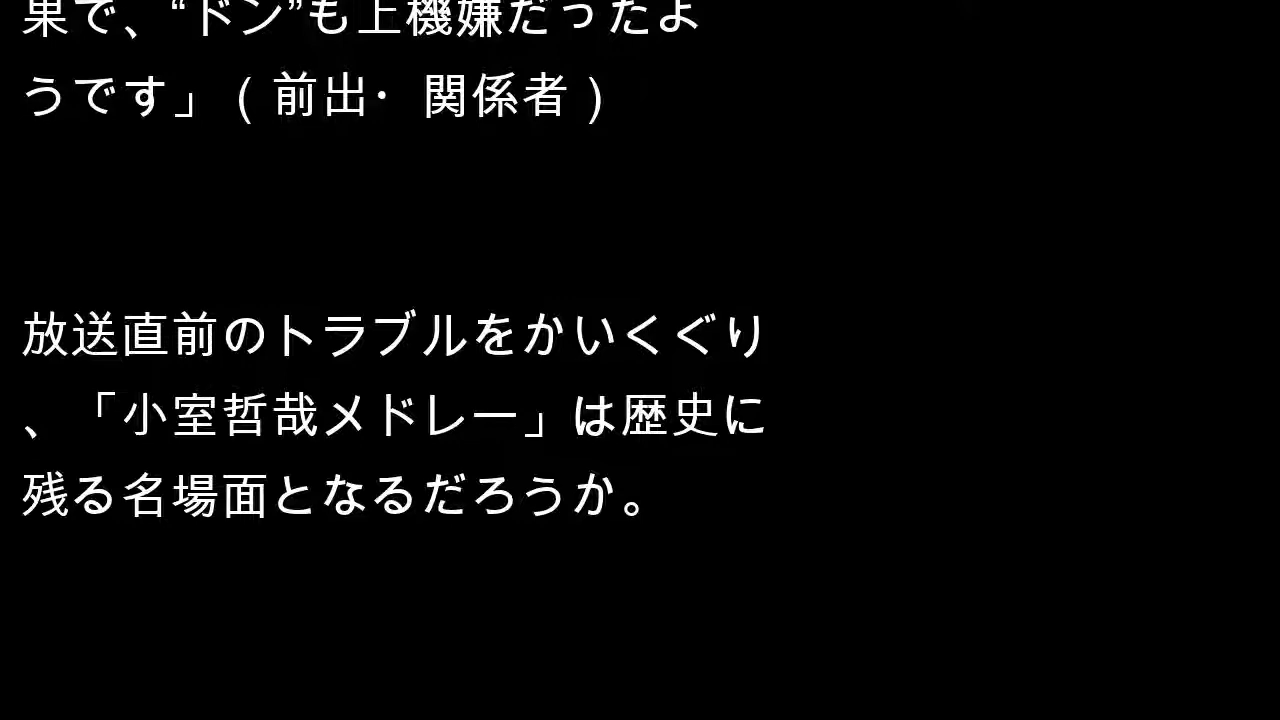 果で、“ドン”も上機嫌だったよ
うです」 ( 前出· 関係者 )
放送直前のトラブルをかいくぐり
、「小室哲哉メドレー」は歴史に
残る名場面となるだろうか。